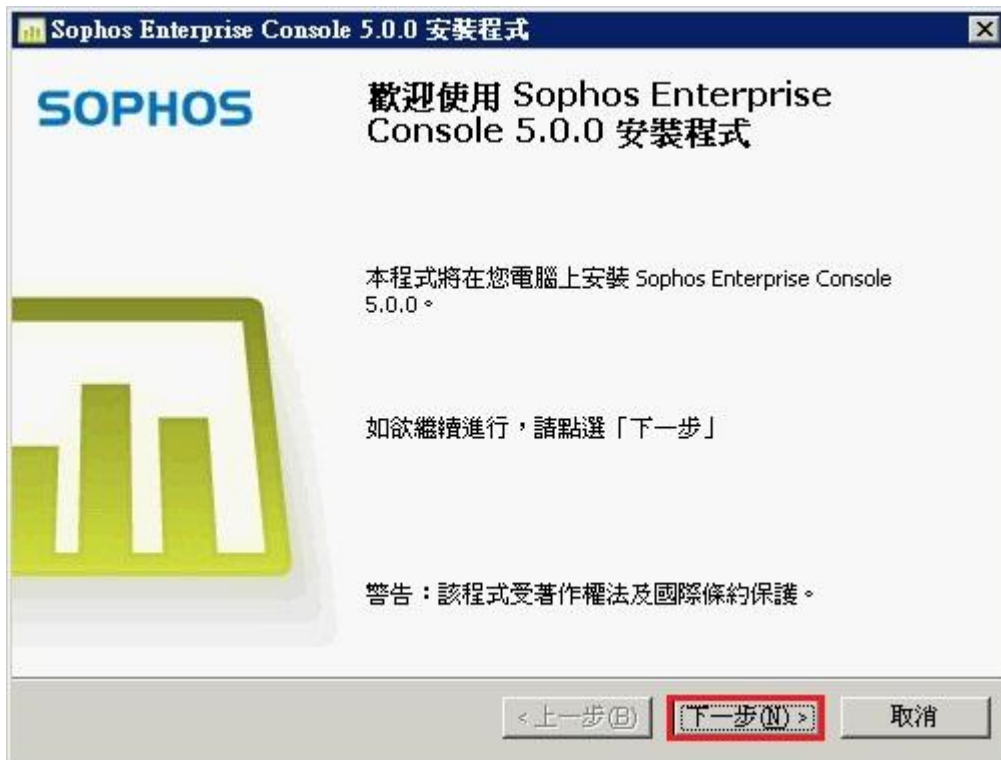 Sophos Enterprise Console 5.0.0 安裝程式
SOPHOS
歡迎使用 Sophos Enterprise
Console 5.0.0 安裝程式
本程式將在您電腦上安裝 Sophos Enterprise Console
5.0.0。
如欲繼續進行，請點選「下一步」
警告：該程式受著作權法及國際條約保護。
<上一步(B) 下一步(N)> 取消